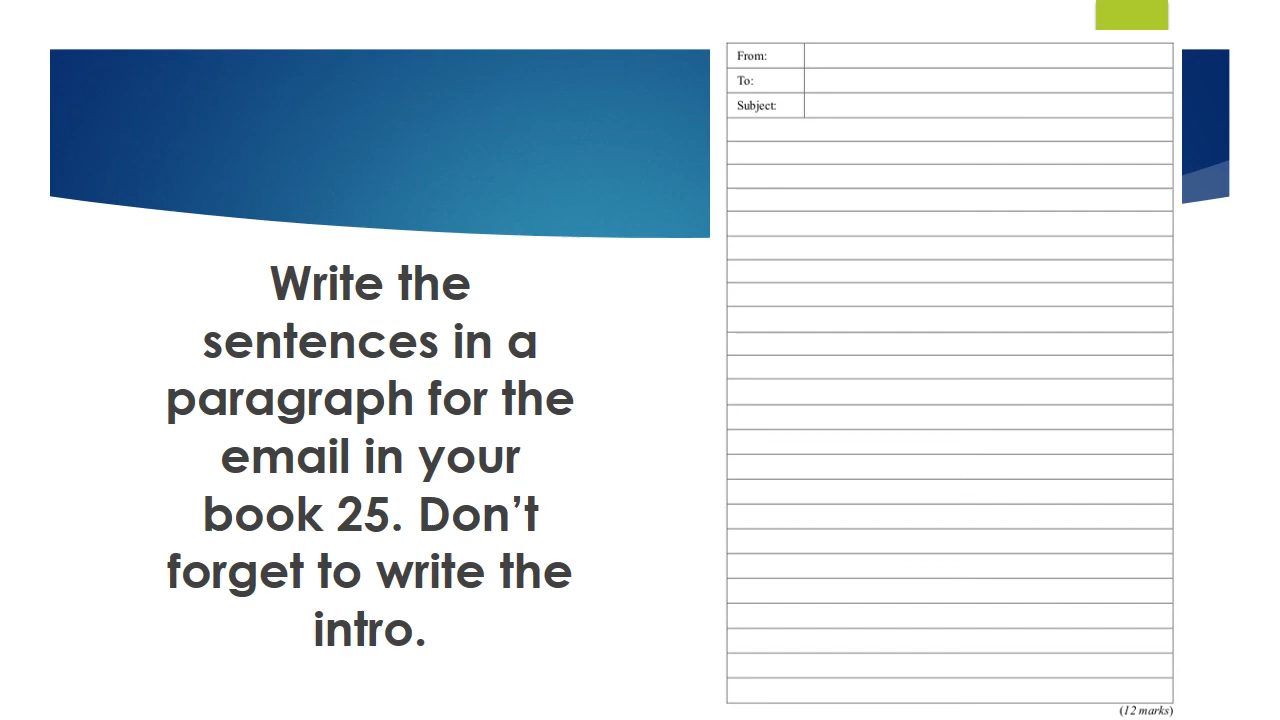 Write the
sentences in a
paragraph for the
email in your
book 25. Don’t
forget to write the
intro.
From:
To:
Subject:
(12 marks)